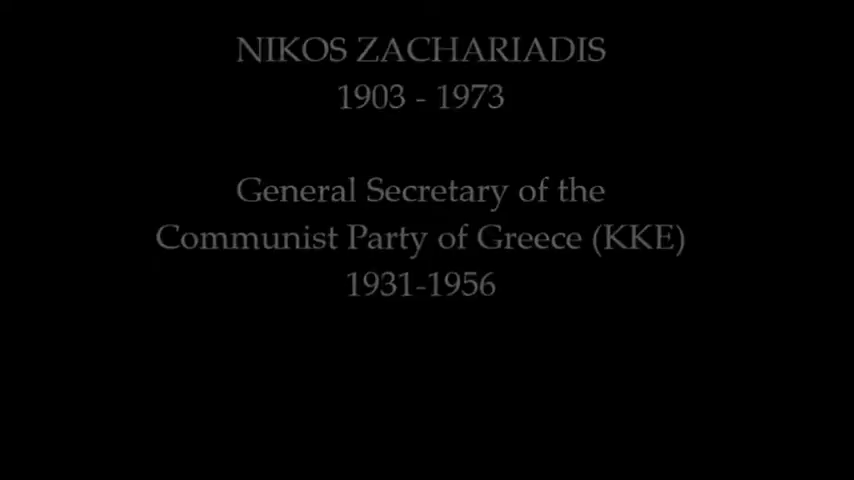 NIKOS ZACHARIADIS
1903 - 1973
General Secretary of the
Communist Party of Greece (KKE)
1931-1956